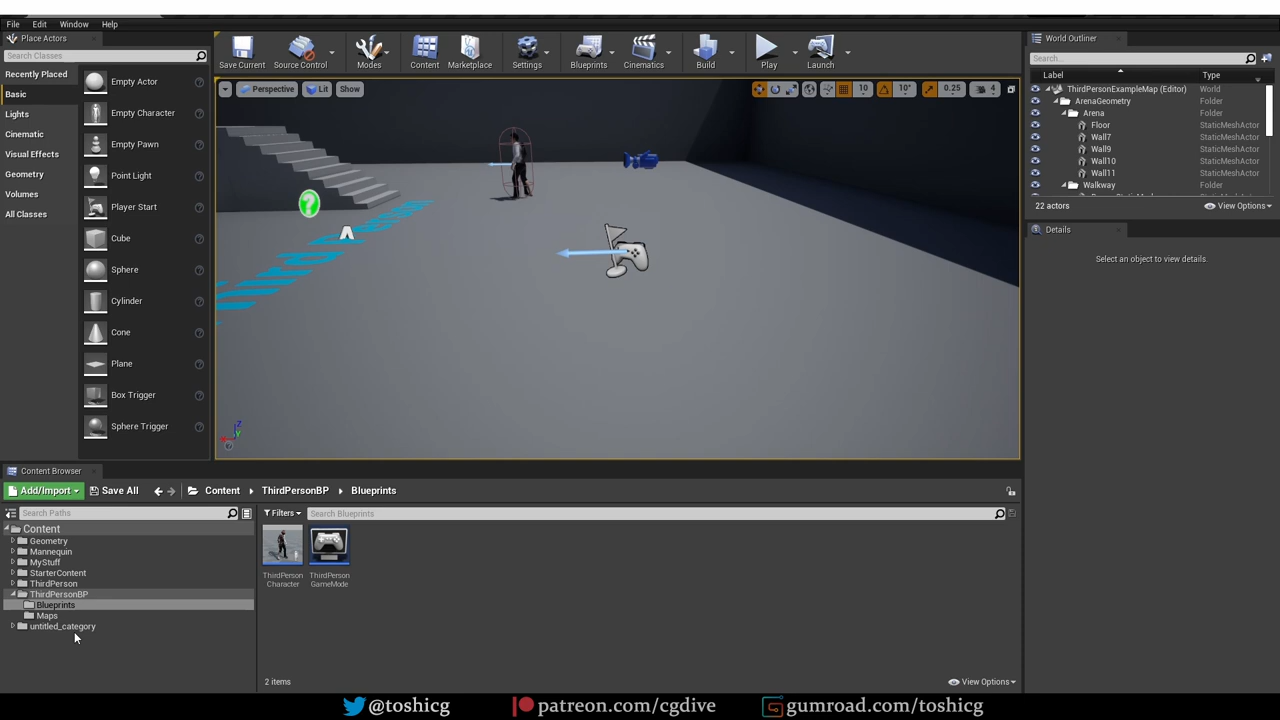 File Edit Window Help
Place Actors
Search Classes
Recently Placed
Basic
Lights
Cinematic
Visual Effects
Geometry
Volumes
All Classes
Empty Actor
Empty Character
Empty Pawn
Point Light
Player Start
Cube
Sphere
Cylinder
Cone
Plane
Box Trigger
Sphere Trigger
Save Current
Source Control
Modes
Content
Marketplace
Settings
Blueprints
Cinematics
Build
Play
Launch
Perspective Lit Show
10 10° 0.25 4
World Outliner
Search...
Label Type
ThirdPersonExampleMap (Editor) World
ArenaGeometry Folder
Arena Folder
Floor StaticMeshActor
Wall7 StaticMeshActor
Wall9 StaticMeshActor
Wall10 StaticMeshActor
Wall11 StaticMeshActor
Walkway Folder
22 actors View Options
Details
Select an object to view details.
Content Browser
Add/Import Save All Content ThirdPersonBP Blueprints
Search Paths
Content
Geometry
Mannequin
MyStuff
StarterContent
ThirdPerson
ThirdPersonBP
Blueprints
Maps
untitled_category
Filters Search Blueprints
ThirdPerson
Character
ThirdPerson
GameMode
2 items View Options
@toshicg patreon.com/cgdive gumroad.com/toshicg